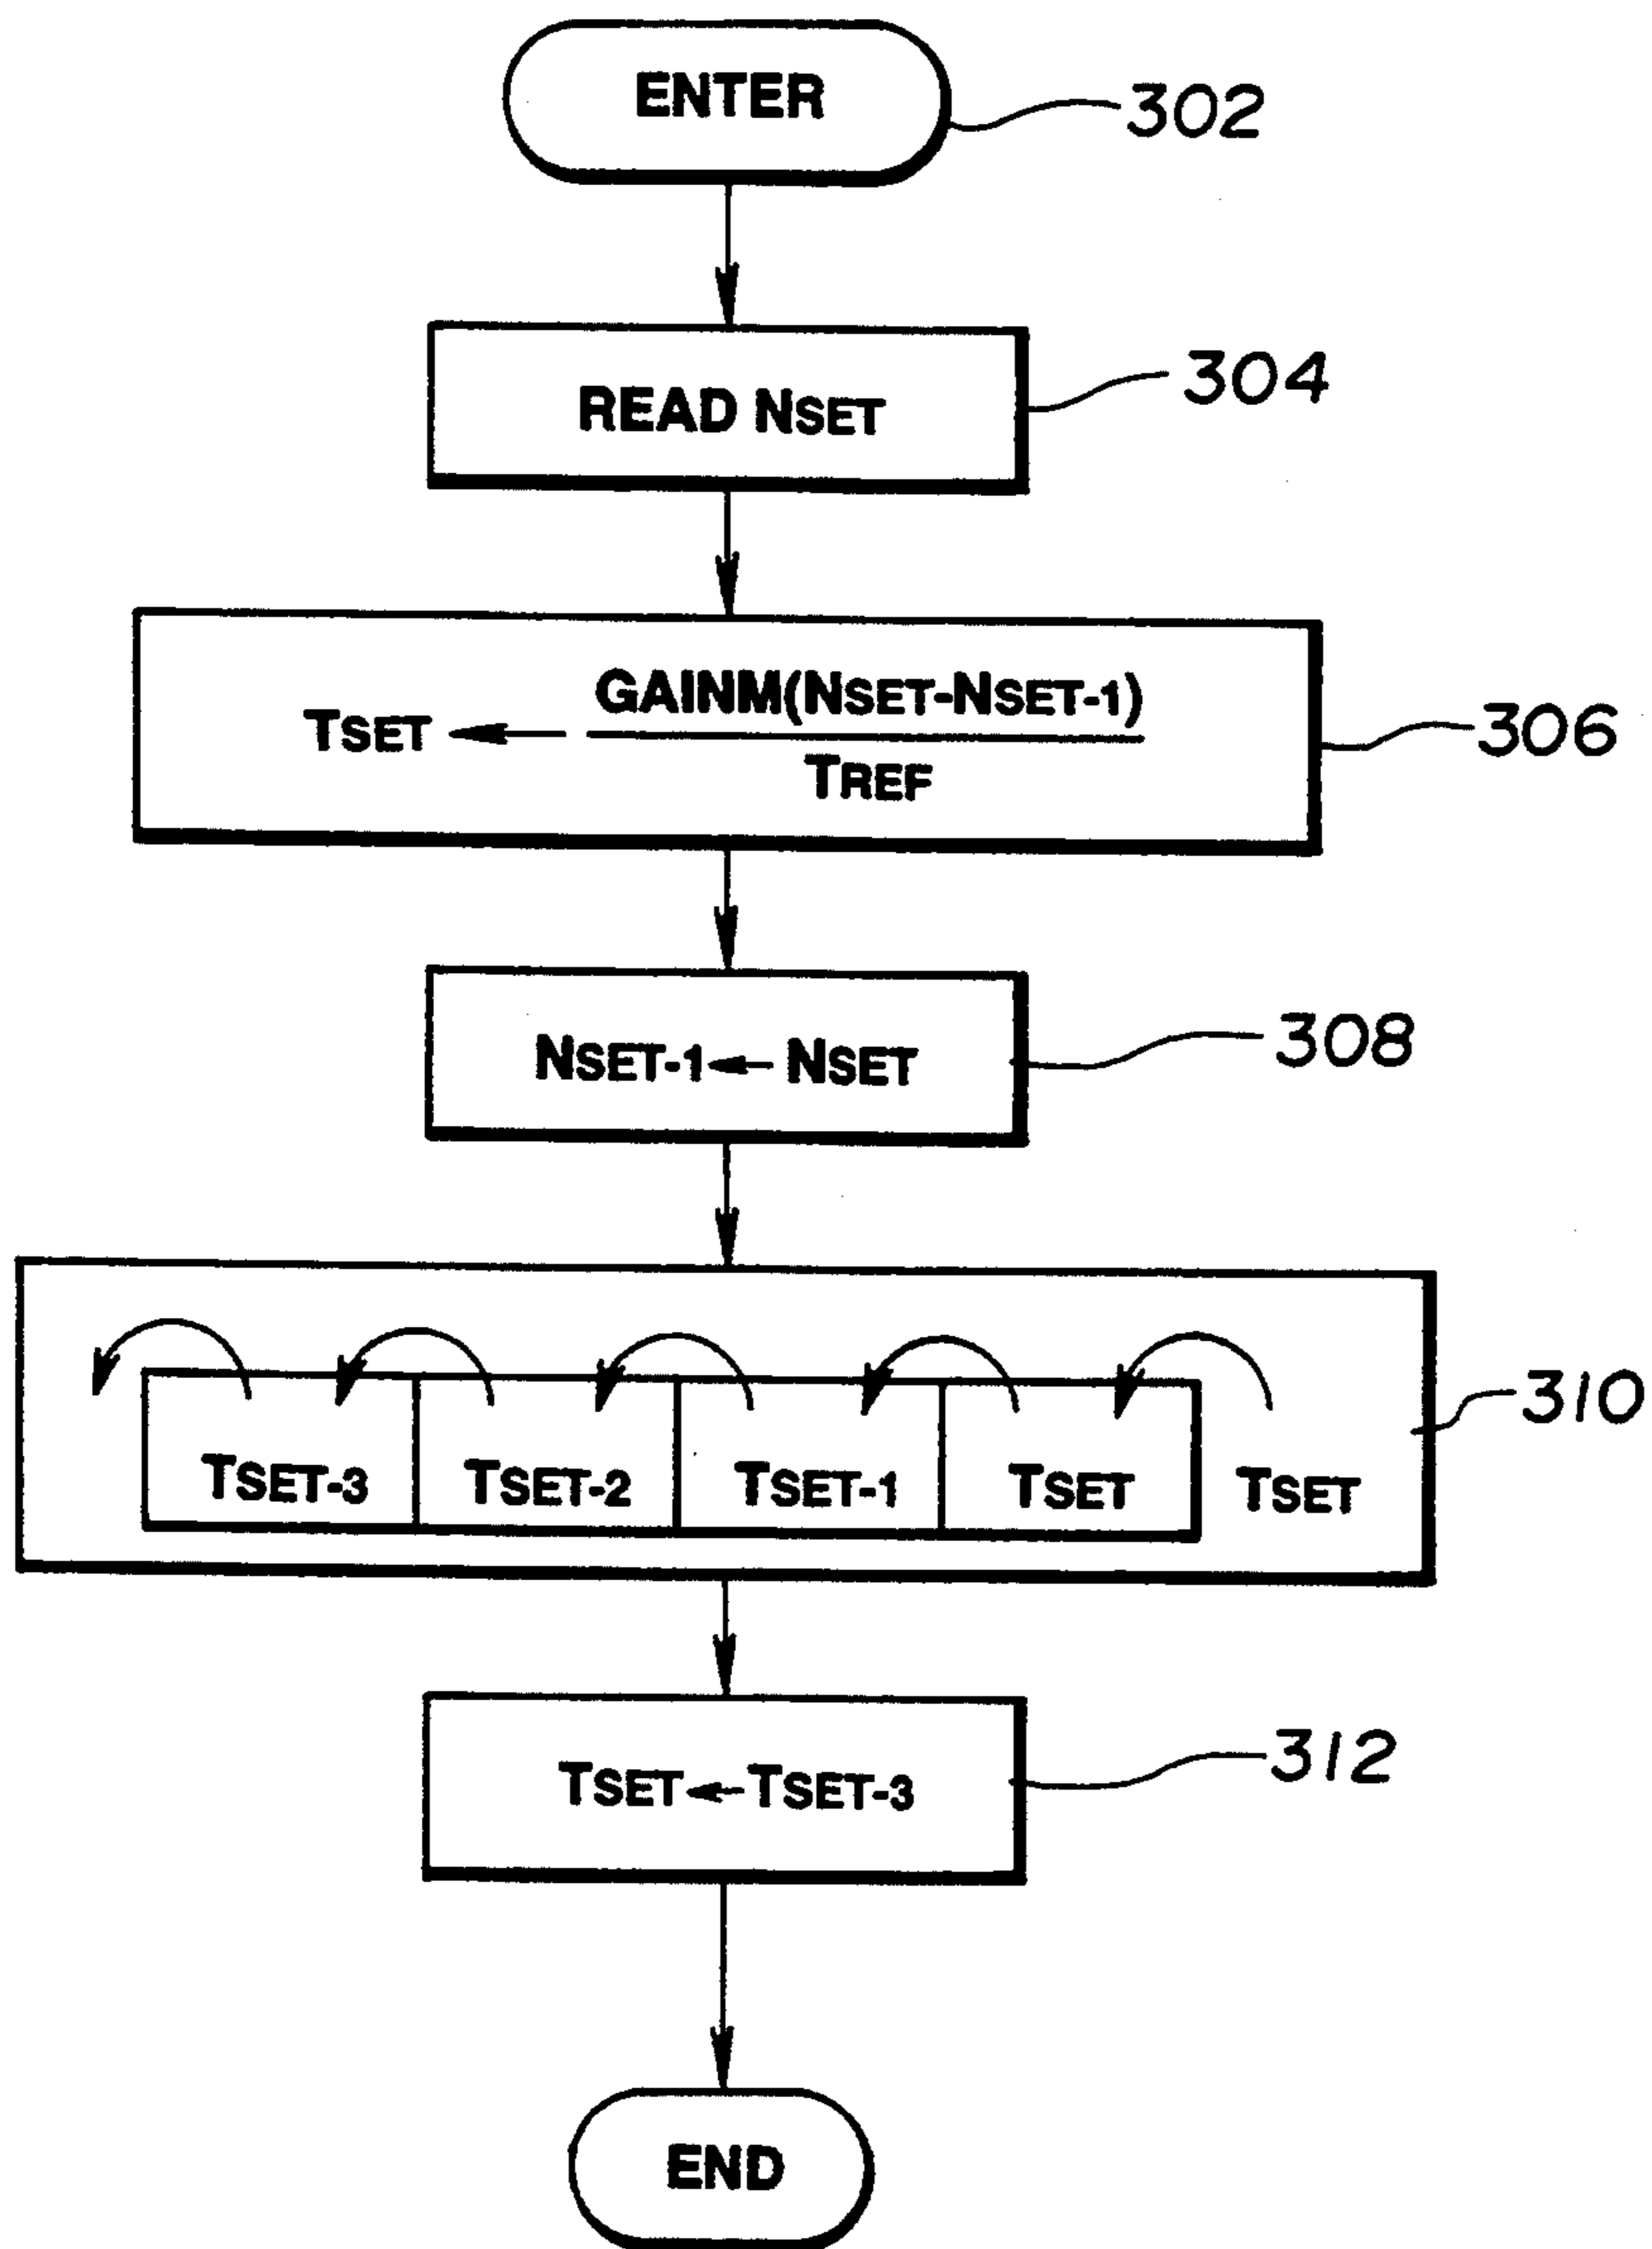 ENTER
302
READ NSET
304
GAINM(NSET-NSET-1)
TSET
TREF
306
NSET-1 NSET
308
TSET-3 TSET-2 TSET-1 TSET TSET
310
TSET TSET-3
312
END